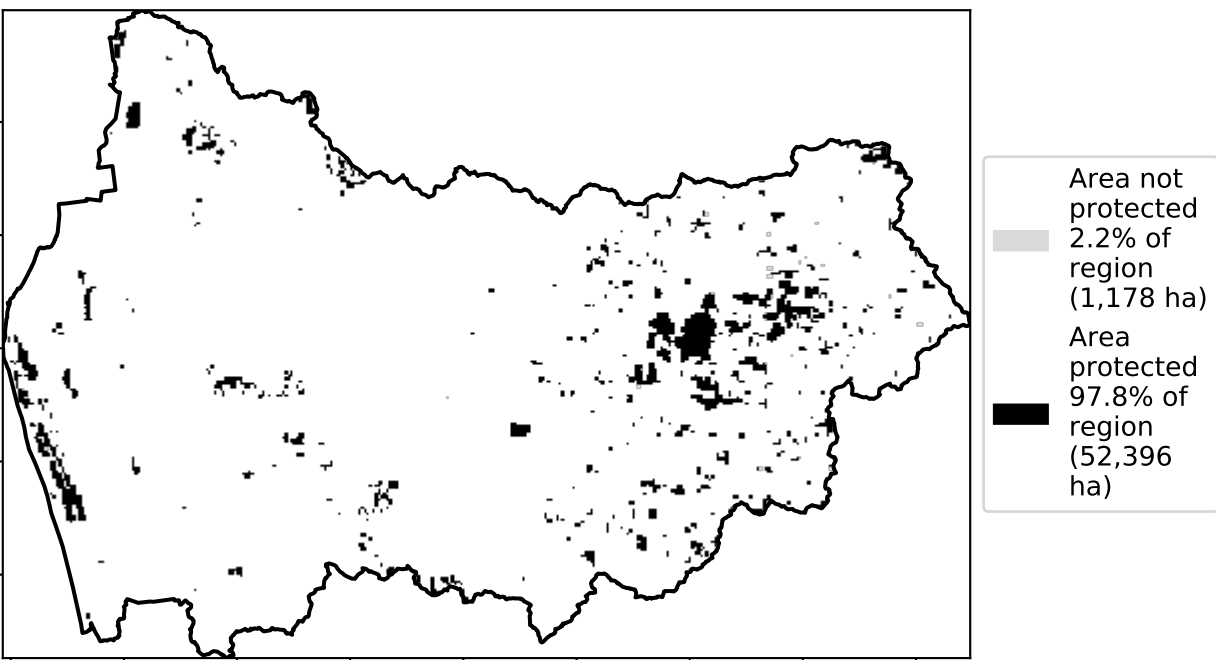 Area not
protected
2.2% of
region
(1,178 ha)
Area
protected
97.8% of
region
(52,396
ha)